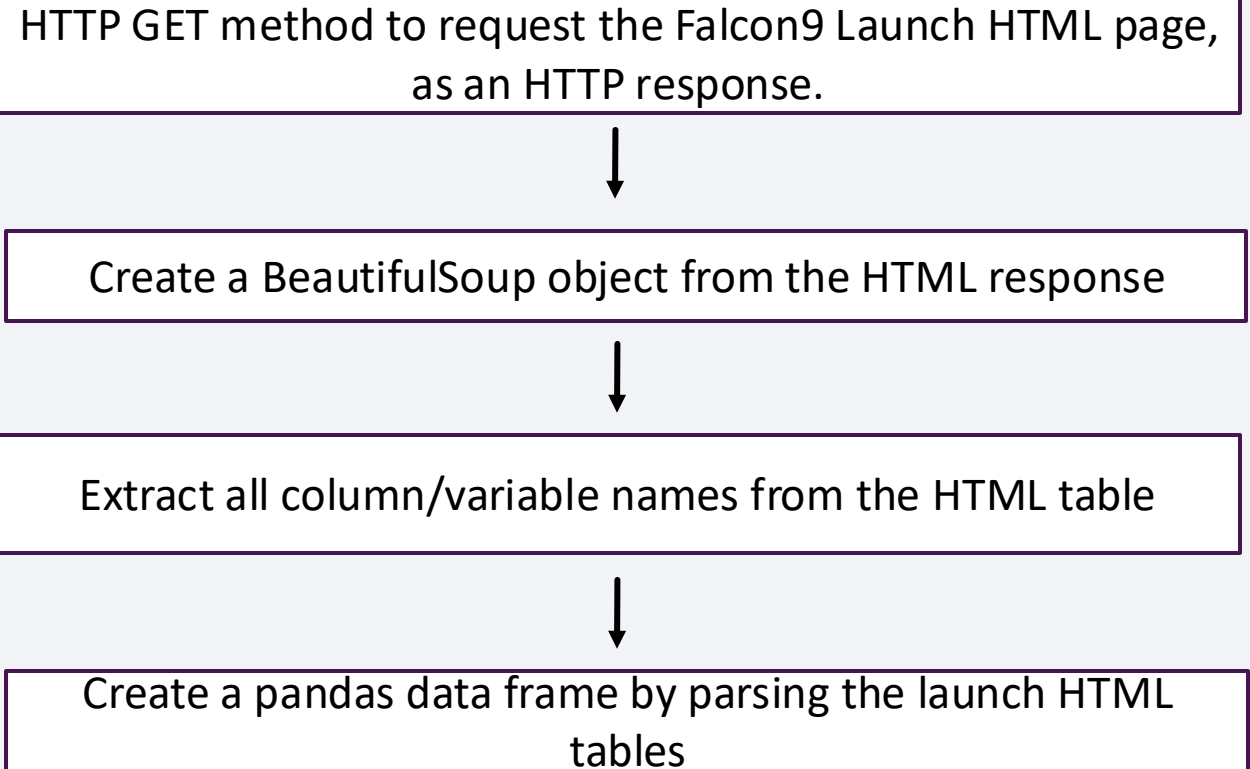 HTTP GET method to request the Falcon9 Launch HTML page,
as an HTTP response.
Create a BeautifulSoup object from the HTML response
Extract all column/variable names from the HTML table
Create a pandas data frame by parsing the launch HTML
tables